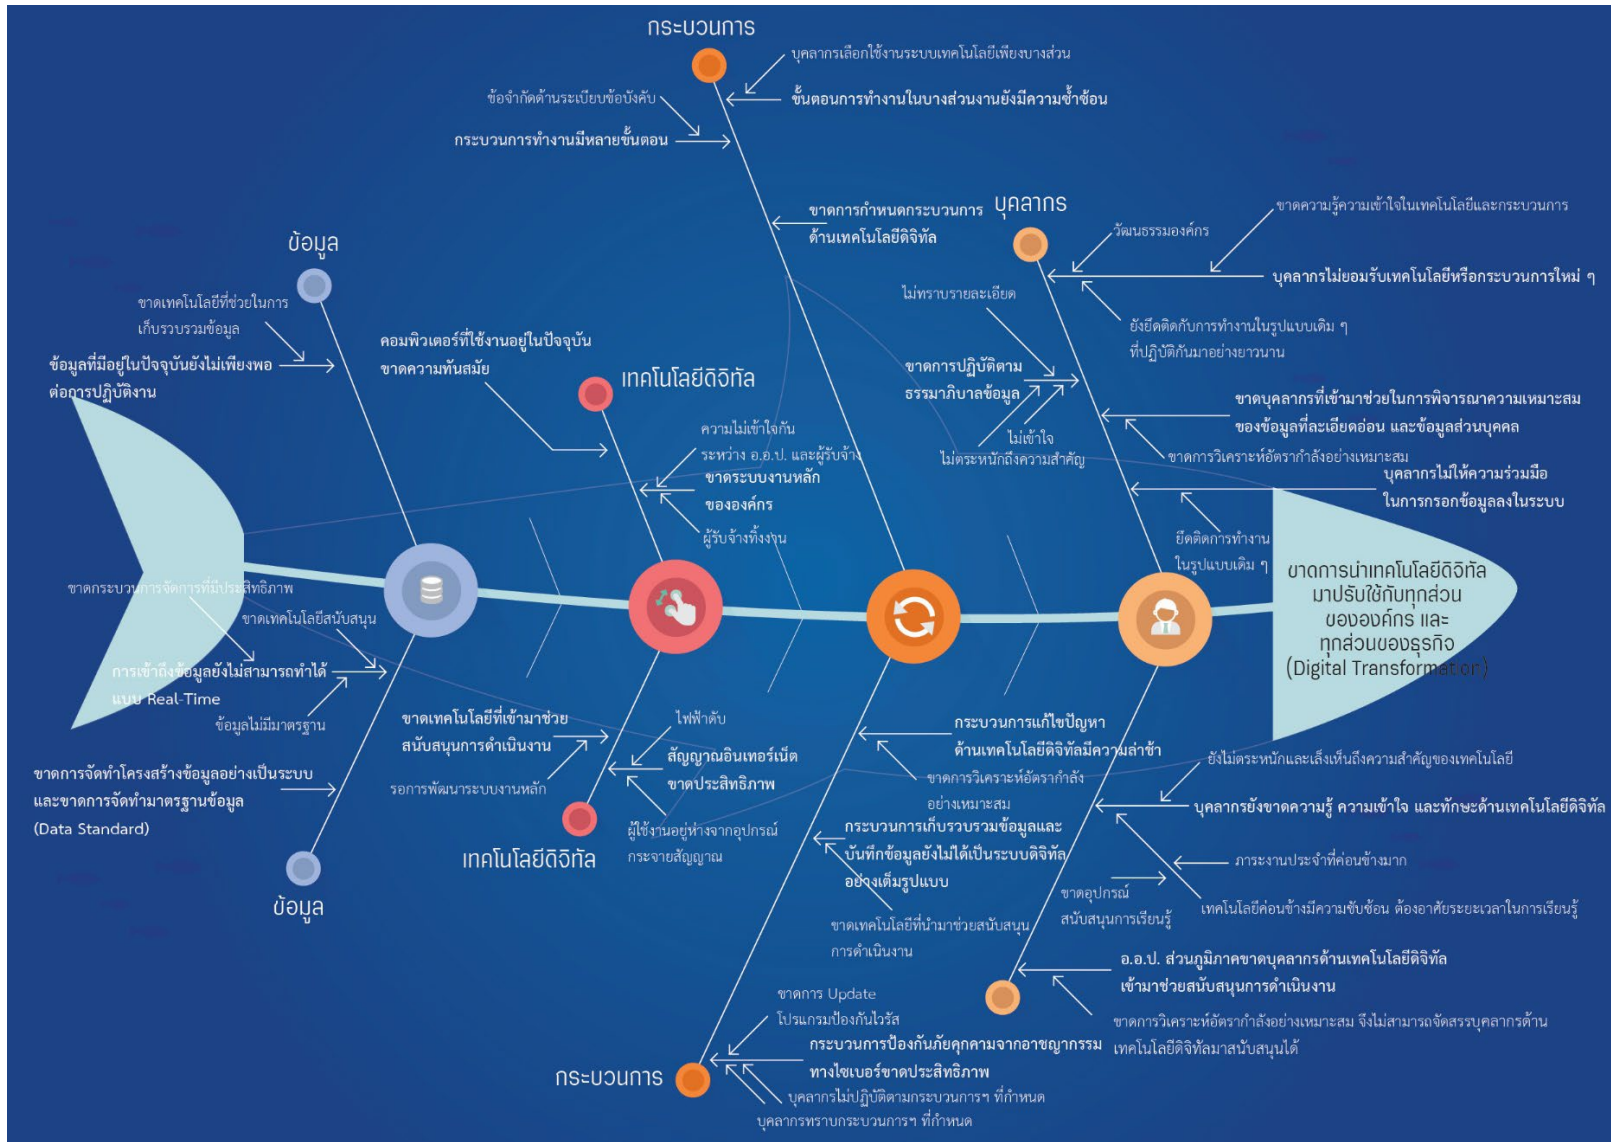 กระบวนการ
บุคลากรเลือกใช้งานระบบเทคโนโลยีเพียงบางส่วน
ข้อจำกัดด้านระเบียบข้อบังคับ
ขั้นตอนการทำงานในบางส่วนงานยังมีความซ้ำซ้อน
กระบวนการทำงานมีหลายขั้นตอน
ขาดการกำหนดกระบวนการ
ด้านเทคโนโลยีดิจิทัล
บุคลากร
ขาดความรู้ความเข้าใจในเทคโนโลยีและกระบวนการ
วัฒนธรรมองค์กร
บุคลากรไม่ยอมรับเทคโนโลยีหรือกระบวนการใหม่ ๆ
ไม่ทราบรายละเอียด
ยังยึดติดกับการทำงานในรูปแบบเดิม ๆ
ที่ปฏิบัติกันมาอย่างยาวนาน
ขาดการปฏิบัติตาม
ธรรมาภิบาลข้อมูล
ไม่เข้าใจ
ไม่ตระหนักถึงความสำคัญ
ขาดบุคลากรที่เข้ามาช่วยในการพิจารณาความเหมาะสม
ของข้อมูลที่ละเอียดอ่อน และข้อมูลส่วนบุคคล
ขาดการวิเคราะห์อัตรากำลังอย่างเหมาะสม
บุคลากรไม่ให้ความร่วมมือ
ในการกรอกข้อมูลลงในระบบ
ยึดติดการทำงาน
ในรูปแบบเดิม ๆ
ข้อมูล
ขาดเทคโนโลยีที่ช่วยในการ
เก็บรวบรวมข้อมูล
ข้อมูลที่มีอยู่ในปัจจุบันยังไม่เพียงพอ
ต่อการปฏิบัติงาน
คอมพิวเตอร์ที่ใช้งานอยู่ในปัจจุบัน
ขาดความทันสมัย
เทคโนโลยีดิจิทัล
ความไม่เข้าใจกัน
ระหว่าง อ.อ.ป. และผู้รับจ้าง
ขาดระบบงานหลัก
ขององค์กร
ผู้รับจ้างทิ้งงาน
ขาดการนำเทคโนโลยีดิจิทัล
มาปรับใช้กับทุกส่วน
ขององค์กร และ
ทุกส่วนของธุรกิจ
(Digital Transformation)
ขาดกระบวนการจัดการที่มีประสิทธิภาพ
ขาดเทคโนโลยีสนับสนุน
การเข้าถึงข้อมูลยังไม่สามารถทำได้
แบบ Real-Time
ข้อมูลไม่มีมาตรฐาน
ขาดการจัดทำโครงสร้างข้อมูลอย่างเป็นระบบ
และขาดการจัดทำมาตรฐานข้อมูล
(Data Standard)
ข้อมูล
ขาดเทคโนโลยีที่เข้ามาช่วย
สนับสนุนการดำเนินงาน
รอการพัฒนาระบบงานหลัก
ไฟฟ้าดับ
สัญญาณอินเทอร์เน็ต
ขาดประสิทธิภาพ
ผู้ใช้งานอยู่ห่างจากอุปกรณ์
กระจายสัญญาณ
เทคโนโลยีดิจิทัล
กระบวนการแก้ไขปัญหา
ด้านเทคโนโลยีดิจิทัลมีความล่าช้า
ขาดการวิเคราะห์อัตรากำลัง
อย่างเหมาะสม
กระบวนการเก็บรวบรวมข้อมูลและ
บันทึกข้อมูลยังไม่ได้เป็นระบบดิจิทัล
อย่างเต็มรูปแบบ
ขาดเทคโนโลยีที่นำมาช่วยสนับสนุน
การดำเนินงาน
ขาดการ Update
โปรแกรมป้องกันไวรัส
กระบวนการป้องกันภัยคุกคามจากอาชญากรรม
ทางไซเบอร์ขาดประสิทธิภาพ
บุคลากรไม่ปฏิบัติตามกระบวนการฯ ที่กำหนด
บุคลากรทราบกระบวนการฯ ที่กำหนด
กระบวนการ
ยังไม่ตระหนักและเล็งเห็นถึงความสำคัญของเทคโนโลยี
บุคลากรยังขาดความรู้ ความเข้าใจ และทักษะด้านเทคโนโลยีดิจิทัล
ภาระงานประจำที่ค่อนข้างมาก
ขาดอุปกรณ์
สนับสนุนการเรียนรู้
เทคโนโลยีค่อนข้างมีความซับซ้อน ต้องอาศัยระยะเวลาในการเรียนรู้
อ.อ.ป. ส่วนภูมิภาคขาดบุคลากรด้านเทคโนโลยีดิจิทัล
เข้ามาช่วยสนับสนุนการดำเนินงาน
ขาดการวิเคราะห์อัตรากำลังอย่างเหมาะสม จึงไม่สามารถจัดสรรบุคลากรด้าน
เทคโนโลยีดิจิทัลมาสนับสนุนได้